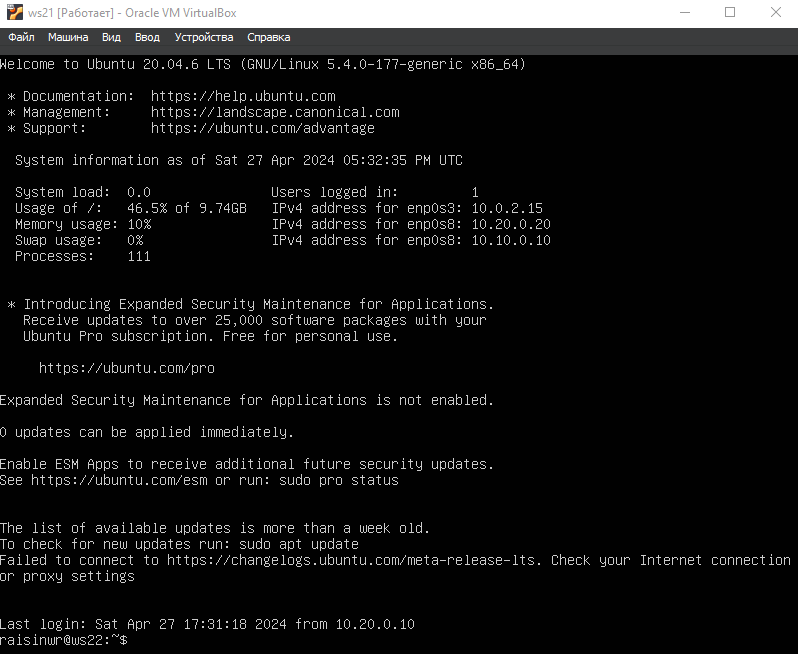 ws21 [Работает] - Oracle VM VirtualBox
Файл Машина Вид Ввод Устройства Справка
Welcome to Ubuntu 20.04.6 LTS (GNU/Linux 5.4.0-177-generic x86_64)
* Documentation: https://help.ubuntu.com
* Management: https://landscape.canonical.com
* Support: https://ubuntu.com/advantage
System information as of Sat 27 Apr 2024 05:32:35 PM UTC
System load: 0.0 Users logged in: 1
Usage of /: 46.5% of 9.74GB IPv4 address for enp0s3: 10.0.2.15
Memory usage: 10% IPv4 address for enp0s8: 10.20.0.20
Swap usage: 0% IPv4 address for enp0s8: 10.10.0.10
Processes: 111
* Introducing Expanded Security Maintenance for Applications.
Receive updates to over 25,000 software packages with your
Ubuntu Pro subscription. Free for personal use.
https://ubuntu.com/pro
Expanded Security Maintenance for Applications is not enabled.
0 updates can be applied immediately.
Enable ESM Apps to receive additional future security updates.
See https://ubuntu.com/esm or run: sudo pro status
The list of available updates is more than a week old.
To check for new updates run: sudo apt update
Failed to connect to https://changelogs.ubuntu.com/meta-release-lts. Check your Internet connection
or proxy settings
Last login: Sat Apr 27 17:31:18 2024 from 10.20.0.10
raisinwr@ws22:~$